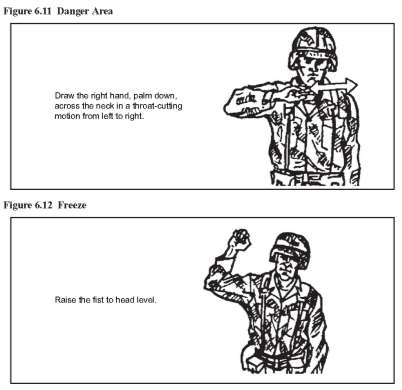 Figure 6.11 Danger Area
Draw the right hand, palm down,
across the neck in a throat-cutting
motion from left to right.
Figure 6.12 Freeze
Raise the fist to head level.